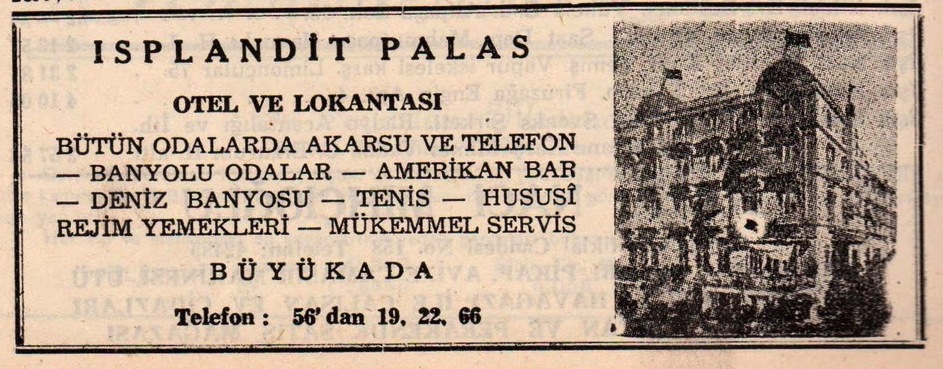 ISPLANDİT PALAS
OTEL VE LOKANTASI
BÜTÜN ODALARDA AKARSU VE TELEFON
— BANYOLU ODALAR — AMERİKAN BAR
— DENİZ BANYOSU — TENİS — HUSUSÎ
REJİM YEMEKLERİ — MÜKEMMEL SERVİS
BÜYÜKADA
Telefon : 56' dan 19, 22, 66